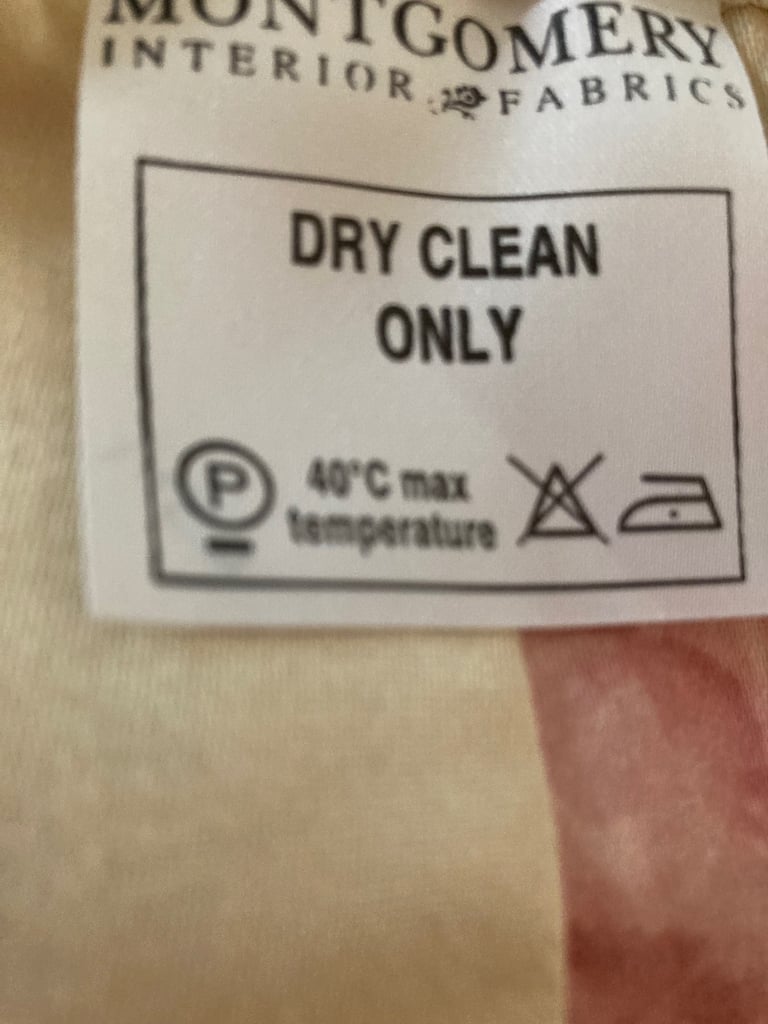 MONTGOMERY
INTERIOR FABRICS
DRY CLEAN
ONLY
P 40°C max
temperature